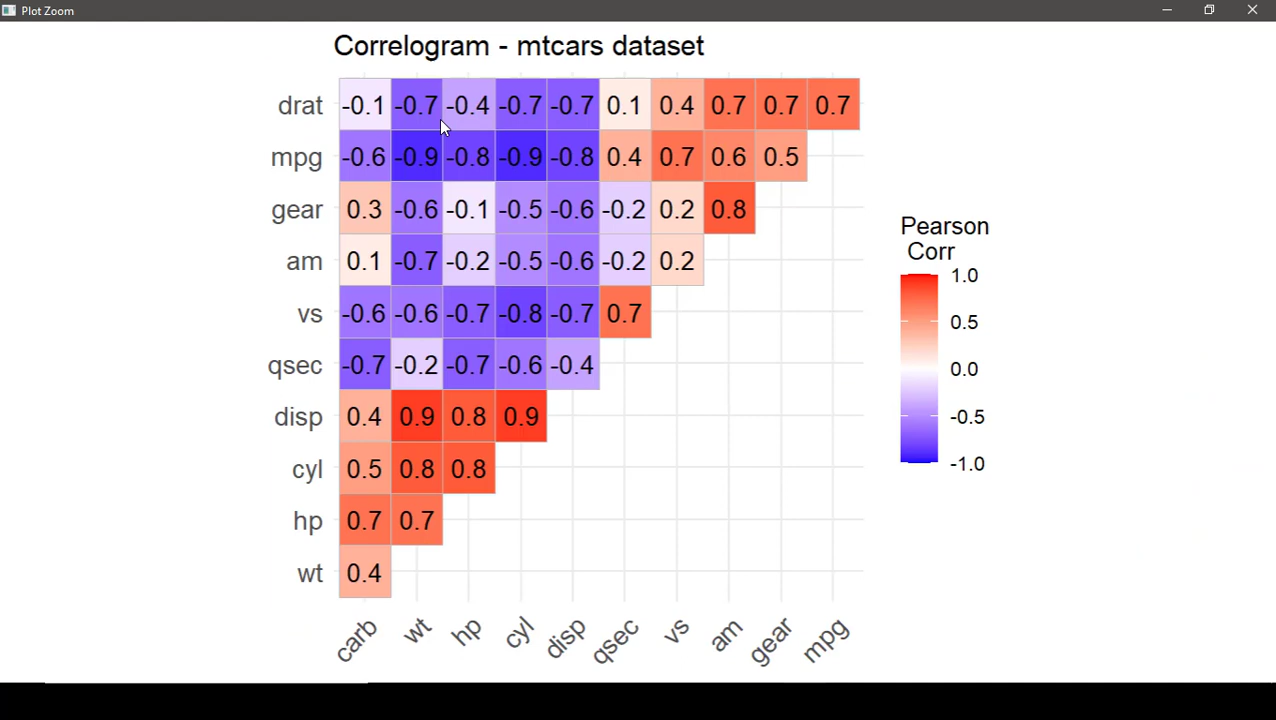 Plot Zoom
Correlogram - mtcars dataset
drat -0.1 -0.7 -0.4 -0.7 -0.7 0.1 0.4 0.7 0.7 0.7
mpg -0.6 -0.9 -0.8 -0.9 -0.8 0.4 0.7 0.6 0.5
gear 0.3 -0.6 -0.1 -0.5 -0.6 -0.2 0.2 0.8
am 0.1 -0.7 -0.2 -0.5 -0.6 -0.2 0.2
vs -0.6 -0.6 -0.7 -0.8 -0.7 0.7
qsec -0.7 -0.2 -0.7 -0.6 -0.4
disp 0.4 0.9 0.8 0.9
cyl 0.5 0.8 0.8
hp 0.7 0.7
wt 0.4
carb wt hp cyl disp qsec vs am gear mpg
Pearson
Corr
1.0
0.5
0.0
-0.5
-1.0